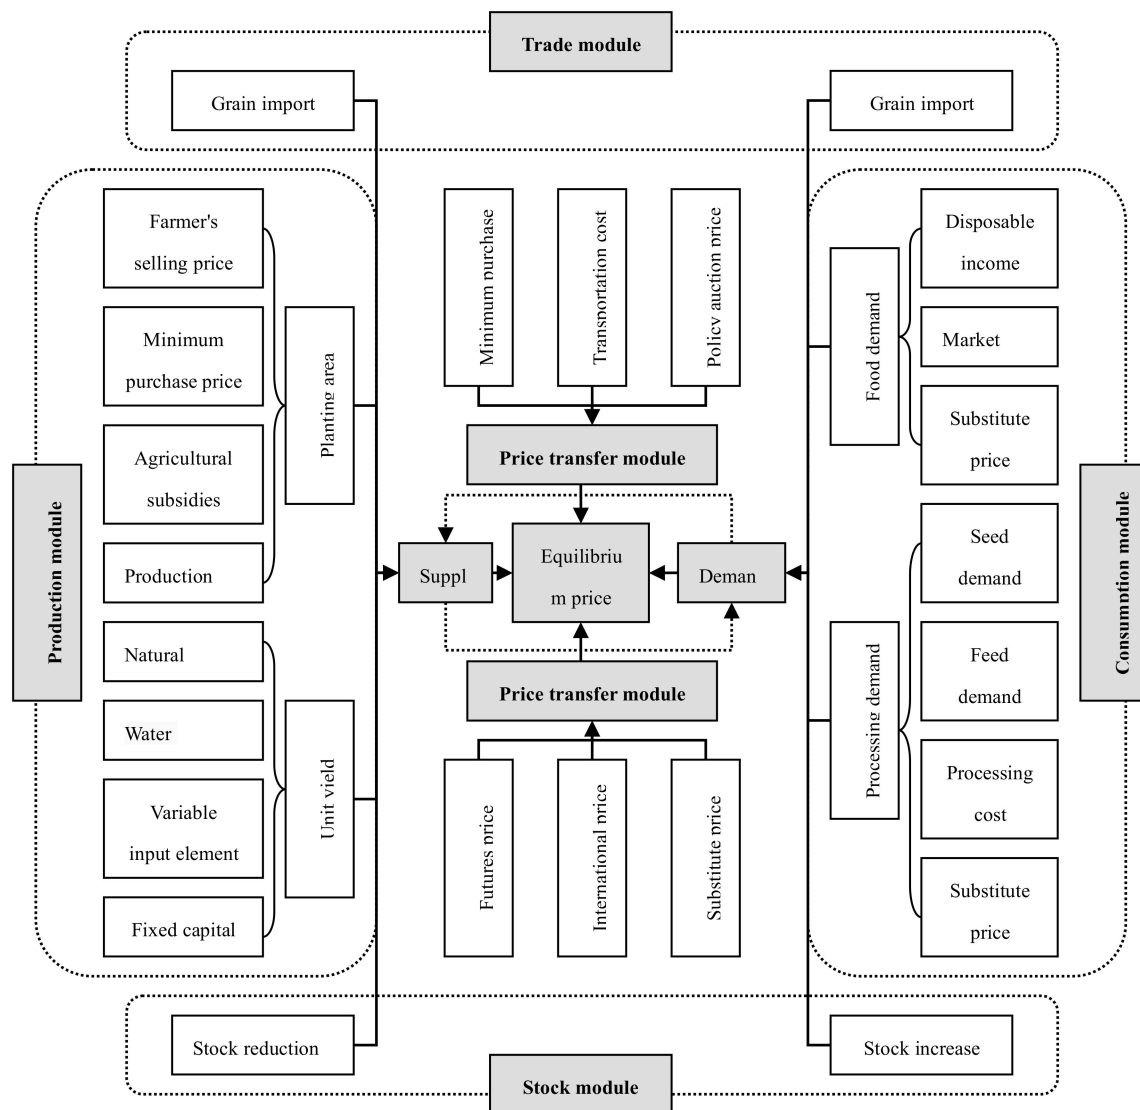 Trade module
Grain import
Grain import
Farmer's
selling price
Minimum
purchase price
Agricultural
subsidies
Production
Natural
Water
Variable
input element
Fixed capital
Planting area
Unit yield
Production module
Minimum purchase
Transportation cost
Policy auction price
Price transfer module
Suppl
Equilibriu
m price
Deman
Price transfer module
Futures price
International price
Substitute price
Food demand
Processing demand
Disposable
income
Market
Substitute
price
Seed
demand
Feed
demand
Processing
cost
Substitute
price
Consumption module
Stock reduction
Stock increase
Stock module